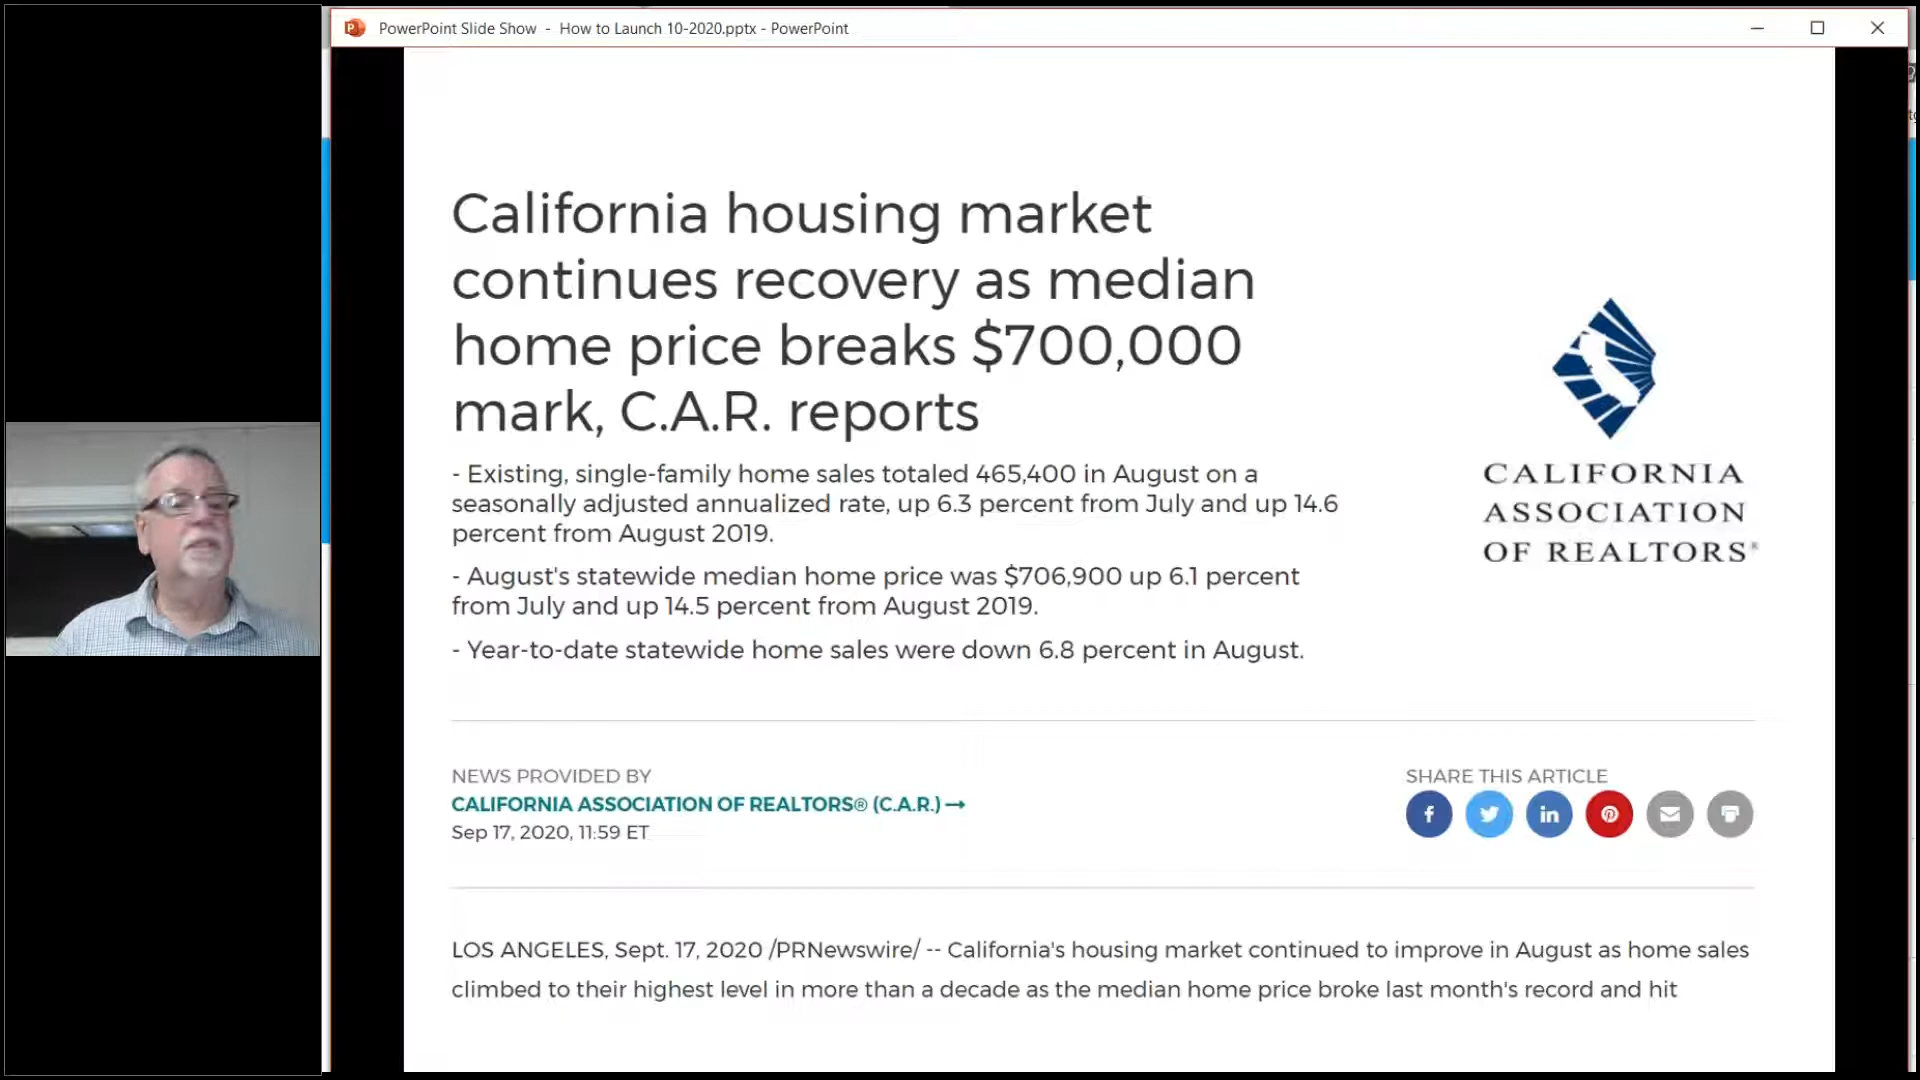 PowerPoint Slide Show - How to Launch 10-2020.pptx - PowerPoint
California housing market
continues recovery as median
home price breaks $700,000
mark, C.A.R. reports
- Existing, single-family home sales totaled 465,400 in August on a
seasonally adjusted annualized rate, up 6.3 percent from July and up 14.6
percent from August 2019.
- August's statewide median home price was $706,900 up 6.1 percent
from July and up 14.5 percent from August 2019.
- Year-to-date statewide home sales were down 6.8 percent in August.
CALIFORNIA
ASSOCIATION
OF REALTORS®
NEWS PROVIDED BY
CALIFORNIA ASSOCIATION OF REALTORS® (C.A.R.) →
Sep 17, 2020, 11:59 ET
SHARE THIS ARTICLE
LOS ANGELES, Sept. 17, 2020 /PRNewswire/ -- California's housing market continued to improve in August as home sales
climbed to their highest level in more than a decade as the median home price broke last month's record and hit